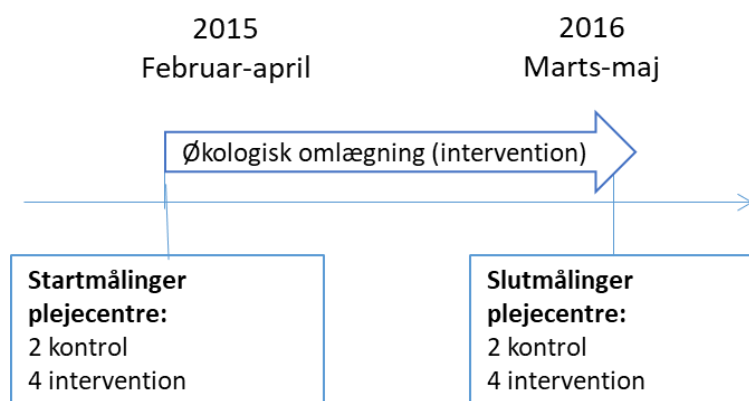 2015
Februar-april
2016
Marts-maj
Økologisk omlægning (intervention)
Startmålinger
plejecentre:
2 kontrol
4 intervention
Slutmålinger
plejecentre:
2 kontrol
4 intervention